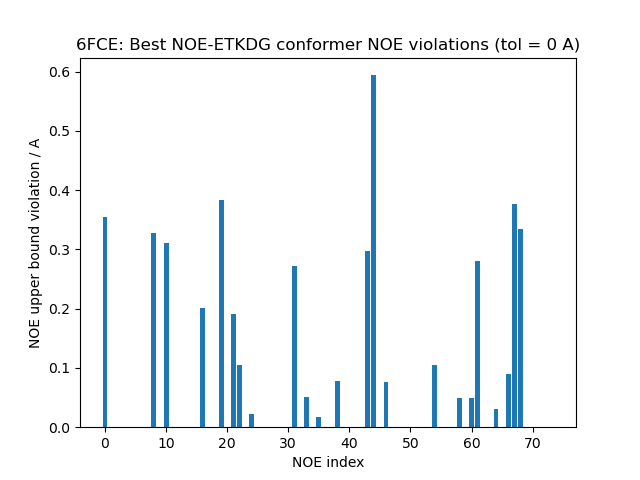 6FCE: Best NOE-ETKDG conformer NOE violations (tol = 0 A)
NOE upper bound violation / A
0.6
0.5
0.4
0.3
0.2
0.1
0.0
0 10 20 30 40 50 60 70
NOE index